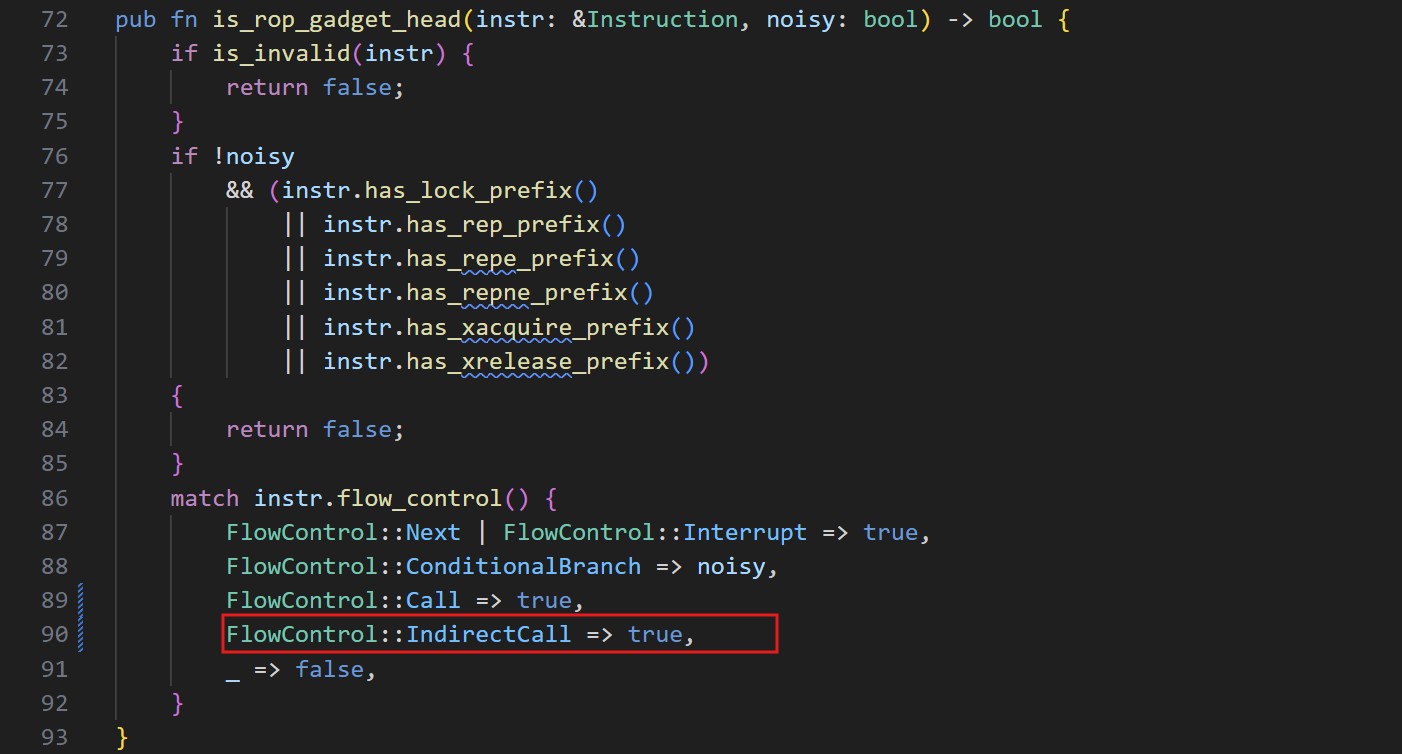 72 pub fn is_rop_gadget_head(instr: &Instruction, noisy: bool) -> bool {
73     if is_invalid(instr) {
74         return false;
75     }
76     if !noisy
77         && (instr.has_lock_prefix()
78             || instr.has_rep_prefix()
79             || instr.has_repe_prefix()
80             || instr.has_repne_prefix()
81             || instr.has_xacquire_prefix()
82             || instr.has_xrelease_prefix())
83     {
84         return false;
85     }
86     match instr.flow_control() {
87         FlowControl::Next | FlowControl::Interrupt => true,
88         FlowControl::ConditionalBranch => noisy,
89         FlowControl::Call => true,
90         FlowControl::IndirectCall => true,
91         _ => false,
92     }
93 }